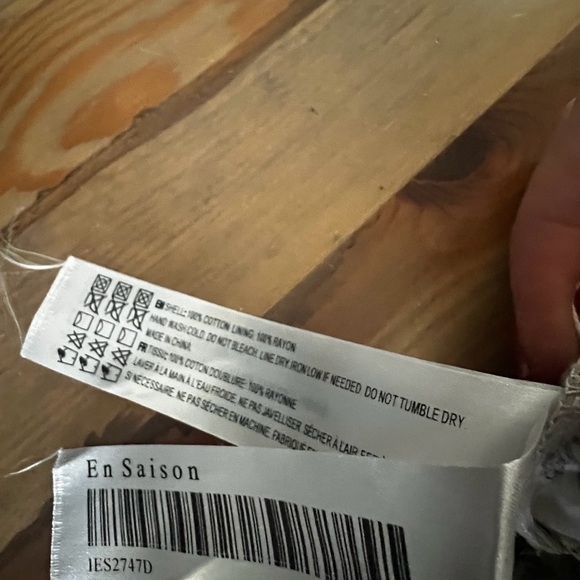 EN SHELL: 100% COTTON LINING: 100% RAYON
HAND WASH COLD. DO NOT BLEACH. LINE DRY. IRON LOW IF NEEDED. DO NOT TUMBLE DRY.
MADE IN CHINA
FR TISSU: 100% COTON DOUBLURE: 100% RAYONNE
LAVER A LA MAIN À L'EAU FROIDE, NE PAS JAVELLISER. SÉCHER À L'AIR
SI NÉCESSAIRE. NE PAS SÉCHER EN MACHINE. FABRIQUE
En Saison
IES2747D